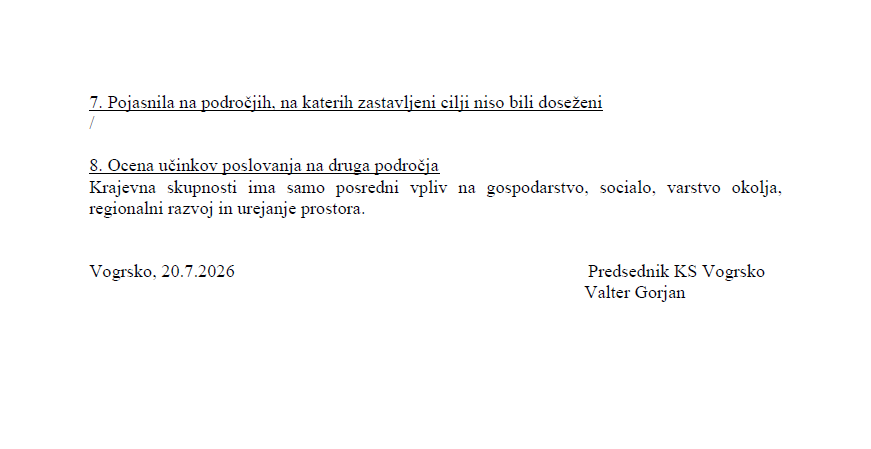 7. Pojasnila na področjih, na katerih zastavljeni cilji niso bili doseženi
/
8. Ocena učinkov poslovanja na druga področja
Krajevna skupnosti ima samo posredni vpliv na gospodarstvo, socialo, varstvo okolja,
regionalni razvoj in urejanje prostora.
Vogrsko, 20.7.2026 Predsednik KS Vogrsko
Valter Gorjan